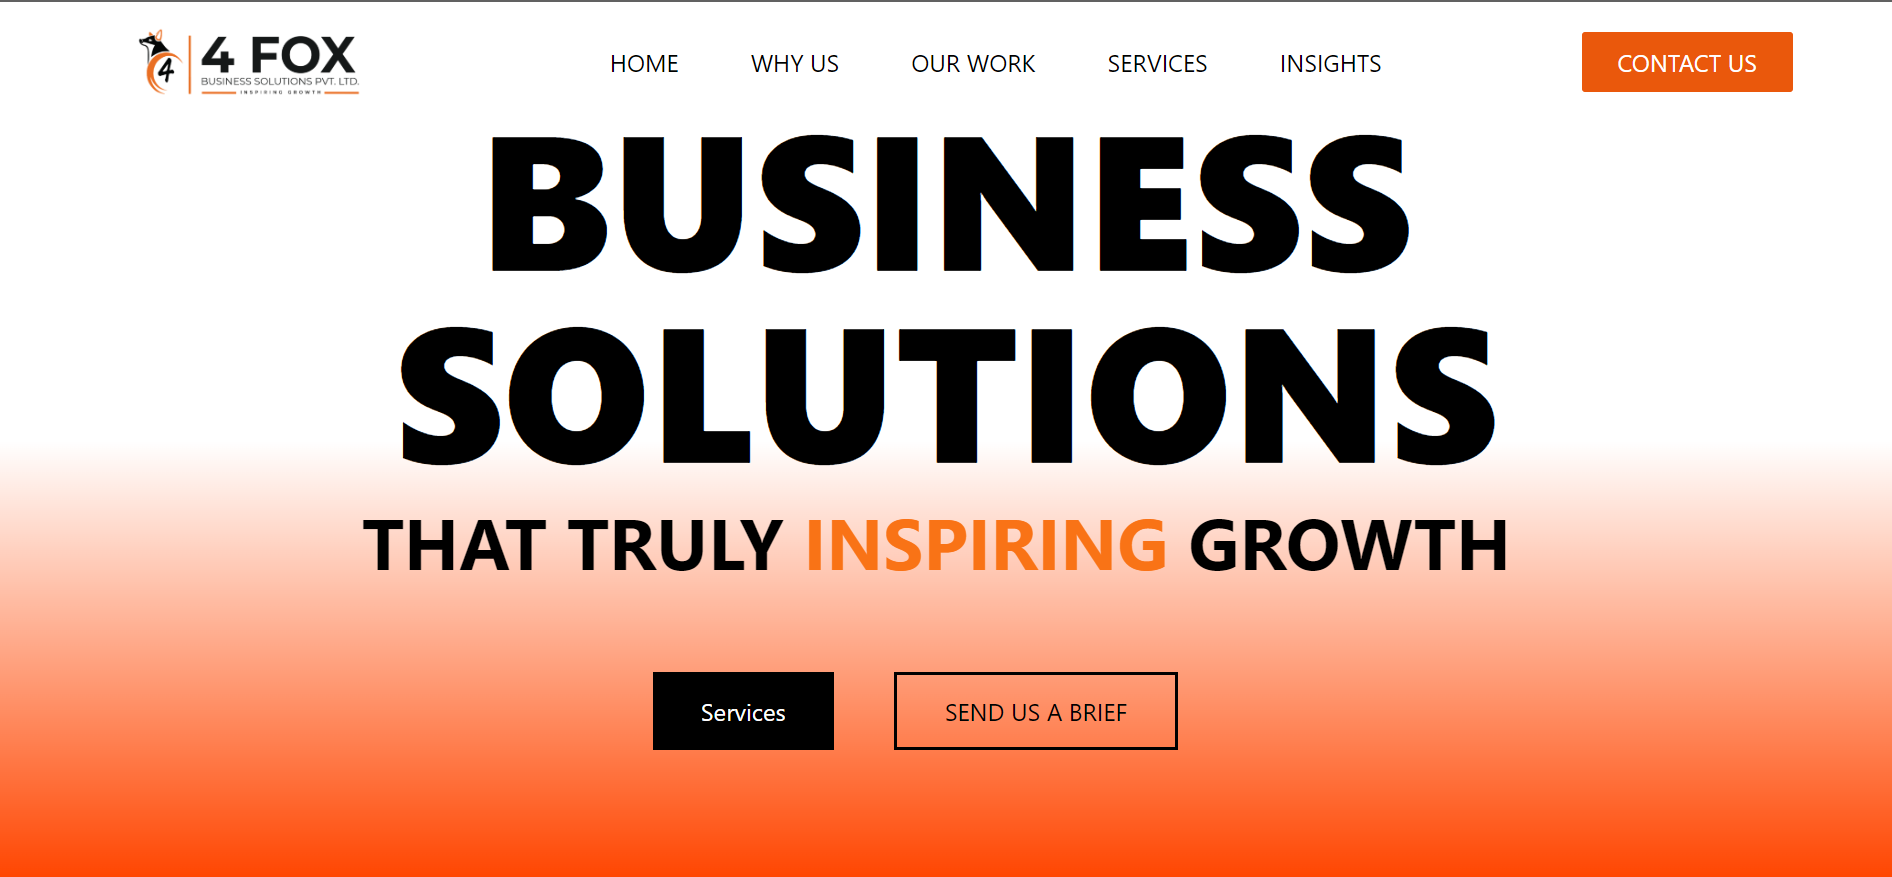 4
4 FOX
BUSINESS SOLUTIONS PVT. LTD.
INSPIRING GROWTH
HOME WHY US OUR WORK SERVICES INSIGHTS CONTACT US
BUSINESS
SOLUTIONS
THAT TRULY INSPIRING GROWTH
Services SEND US A BRIEF